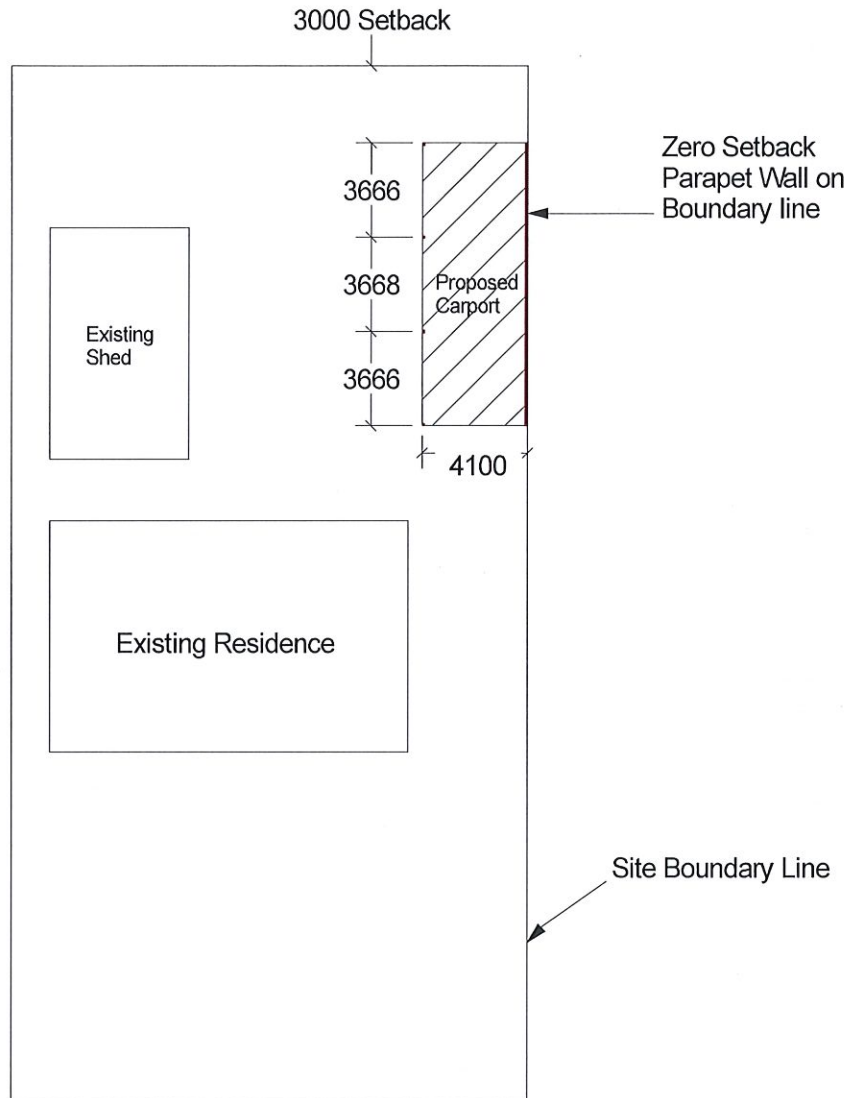 3000 Setback
Zero Setback
Parapet Wall on
Boundary line
3666
3668
3666
Proposed
Carport
Existing
Shed
4100
Existing Residence
Site Boundary Line